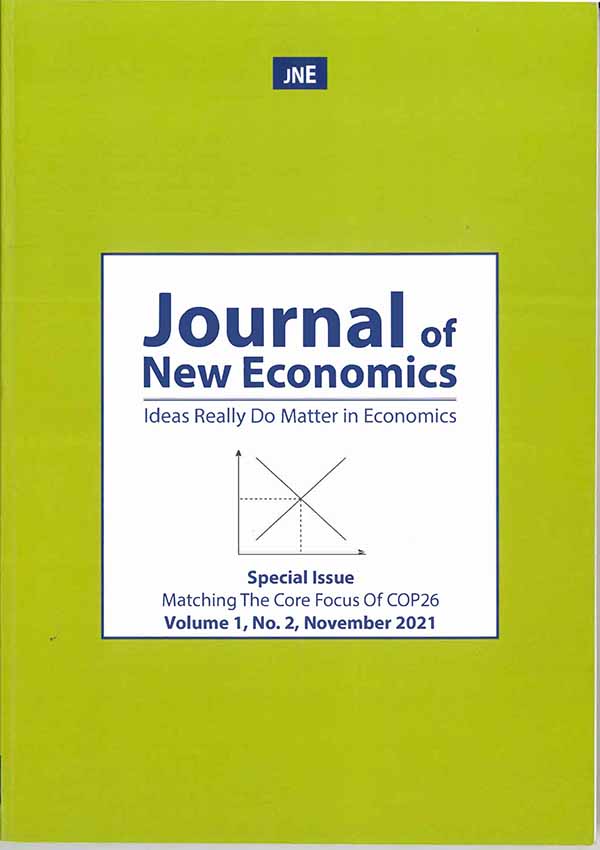 JNE
Journal of
New Economics
Ideas Really Do Matter in Economics
Special Issue
Matching The Core Focus Of COP26
Volume 1, No. 2, November 2021